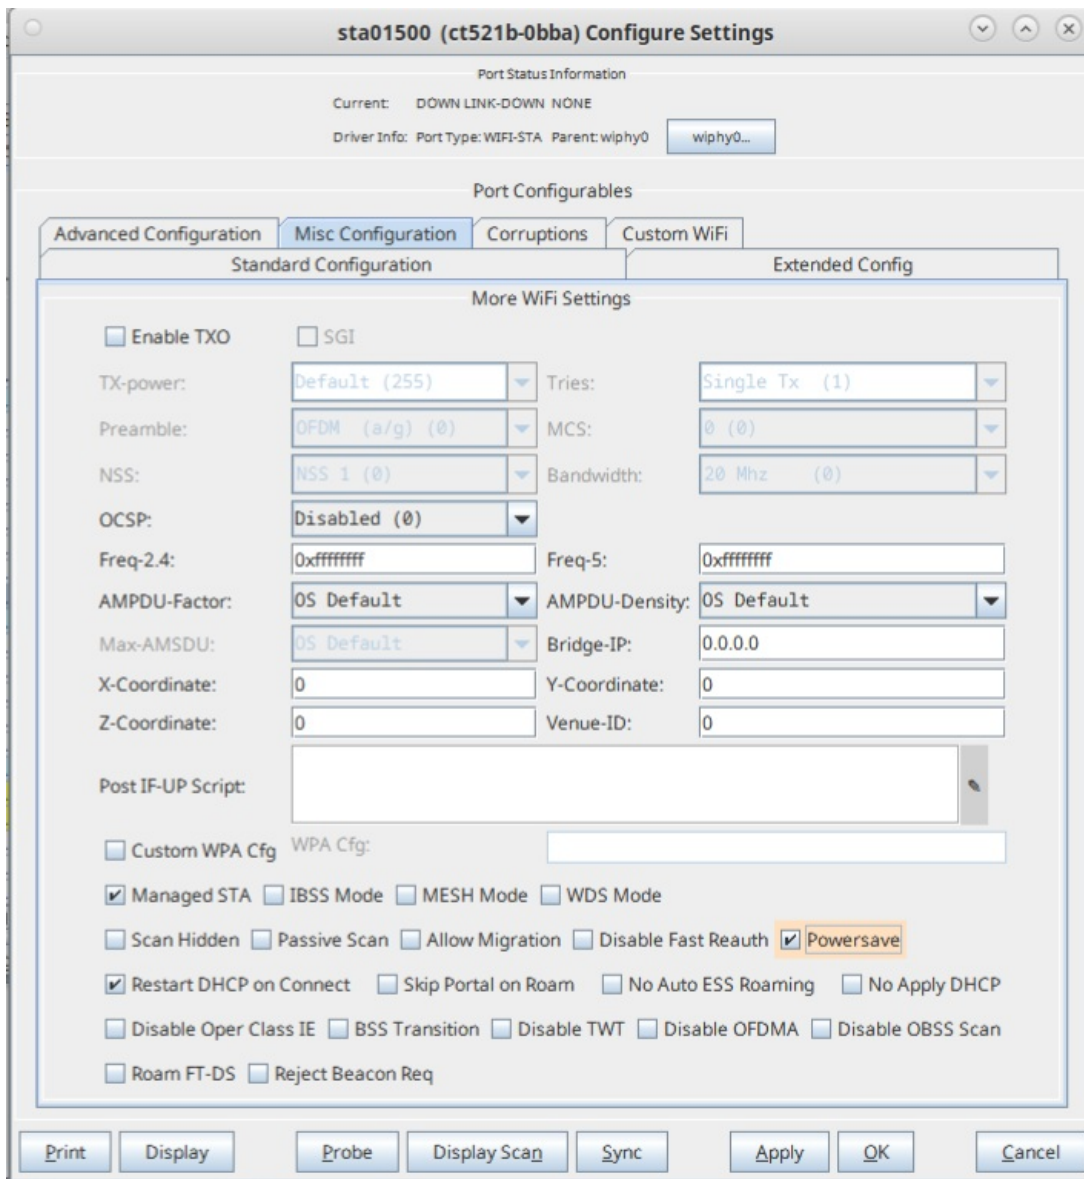 sta01500 (ct521b-0bba) Configure Settings
Port Status Information
Current: DOWN LINK-DOWN NONE
Driver Info: Port Type: WIFI-STA Parent: wiphy0 wiphy0...
Port Configurables
Advanced Configuration Misc Configuration Corruptions Custom WiFi
Standard Configuration Extended Config
More WiFi Settings
Enable TXO SGI
TX-power: Default (255) Tries: Single Tx (1)
Preamble: OFDM (a/g) (0) MCS: 0 (0)
NSS: NSS 1 (0) Bandwidth: 20 Mhz (0)
OCSP: Disabled (0)
Freq-2.4: 0xffffffff Freq-5: 0xffffffff
AMPDU-Factor: OS Default AMPDU-Density: OS Default
Max-AMSDU: OS Default Bridge-IP: 0.0.0.0
X-Coordinate: 0 Y-Coordinate: 0
Z-Coordinate: 0 Venue-ID: 0
Post IF-UP Script:
Custom WPA Cfg WPA Cfg:
Managed STA IBSS Mode MESH Mode WDS Mode
Scan Hidden Passive Scan Allow Migration Disable Fast Reauth Powersave
Restart DHCP on Connect Skip Portal on Roam No Auto ESS Roaming No Apply DHCP
Disable Oper Class IE BSS Transition Disable TWT Disable OFDMA Disable OBSS Scan
Roam FT-DS Reject Beacon Req
Print Display Probe Display Scan Sync Apply OK Cancel